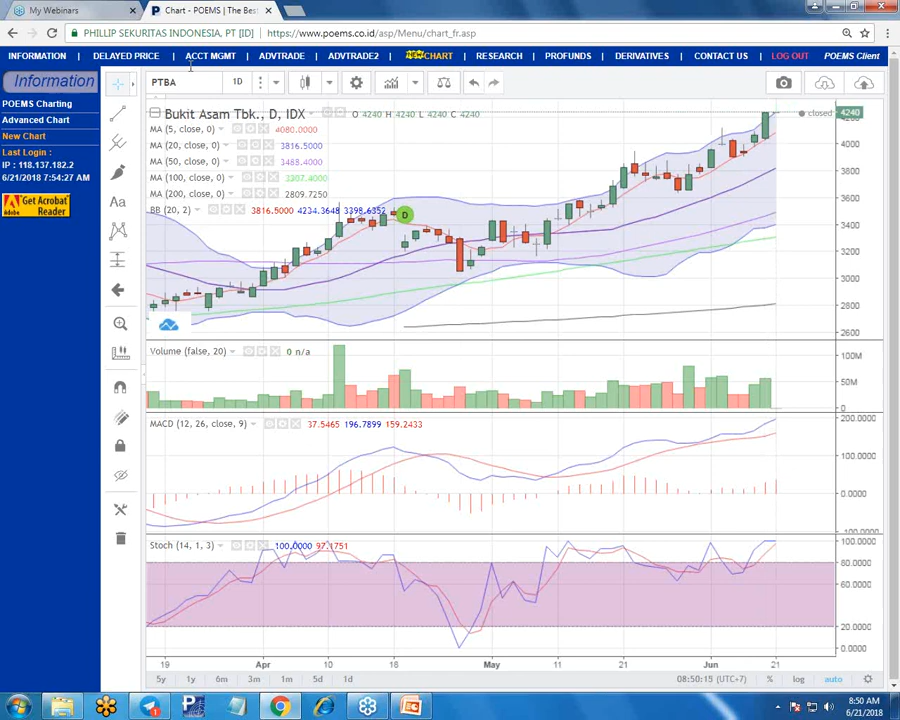 My Webinars
Chart - POEMS | The Bes
PHILLIP SEKURITAS INDONESIA, PT [ID]
https://www.poems.co.id/asp/Menu/chart_fr.asp
INFORMATION | DELAYED PRICE | ACCT MGMT | ADVTRADE | ADVTRADE2 | NEW CHART | RESEARCH | PROFUNDS | DERIVATIVES | CONTACT US | LOG OUT POEMS Client
Information
POEMS Charting
Advanced Chart
New Chart
Last Login :
IP : 118.137.182.2
6/21/2018 7:54:27 AM
Get Acrobat
Reader
Adobe
PTBA 1D
Aa
Bukit Asam Tbk., D, IDX O 4240 H 4240 L 4240 C 4240
closed 4240
MA (5, close, 0) 4080.0000
MA (20, close, 0) 3816.5000
MA (50, close, 0) 3488.4000
MA (100, close, 0) 3307.4000
MA (200, close, 0) 2809.7250
BB (20, 2) 3816.5000 4234.3648 3398.6352
D
4200
4000
3800
3600
3400
3200
3000
2800
2600
Volume (false, 20) 0 n/a
100M
50M
0
MACD (12, 26, close, 9) 37.5465 196.7899 159.2433
200.0000
100.0000
0.0000
-100.0000
Stoch (14, 1, 3) 100.0000 97.1751
100.0000
80.0000
60.0000
40.0000
20.0000
0.0000
19 Apr 10 18 May 11 21 Jun 21
5y 1y 6m 3m 1m 5d 1d
08:50:15 (UTC+7) % log auto
8:50 AM
6/21/2018